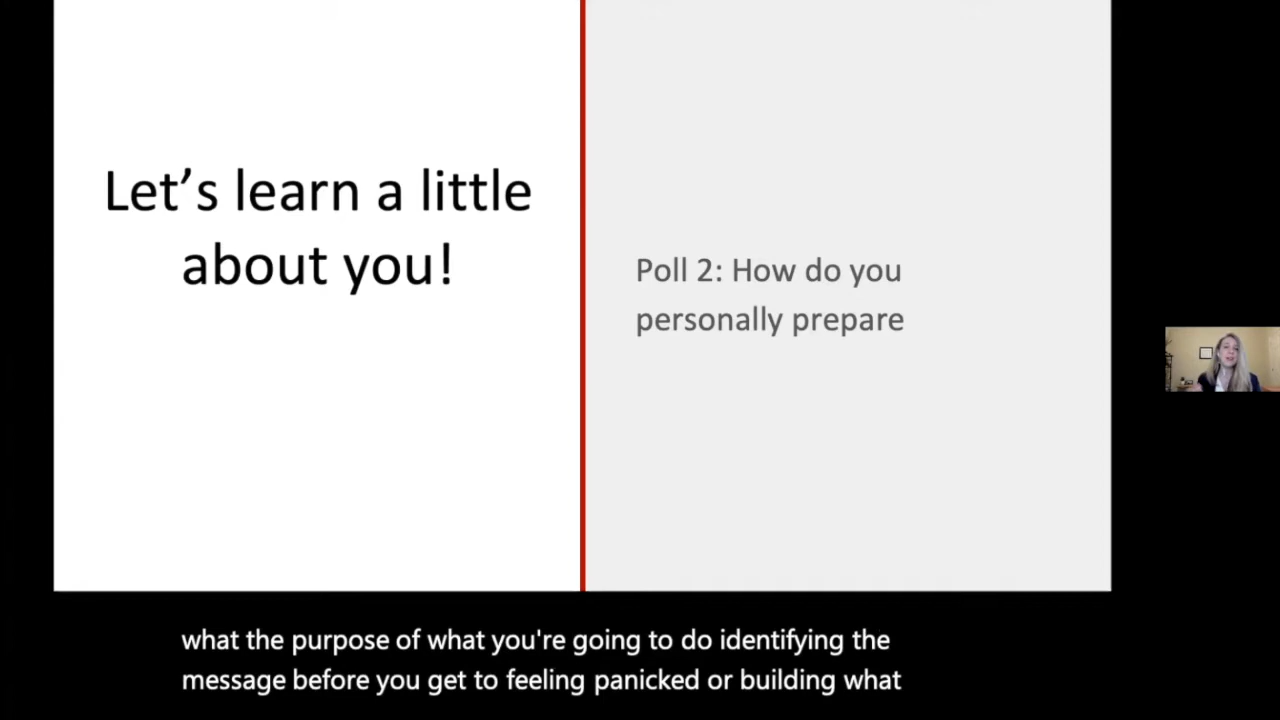 Let’s learn a little
about you!
Poll 2: How do you
personally prepare
what the purpose of what you're going to do identifying the
message before you get to feeling panicked or building what